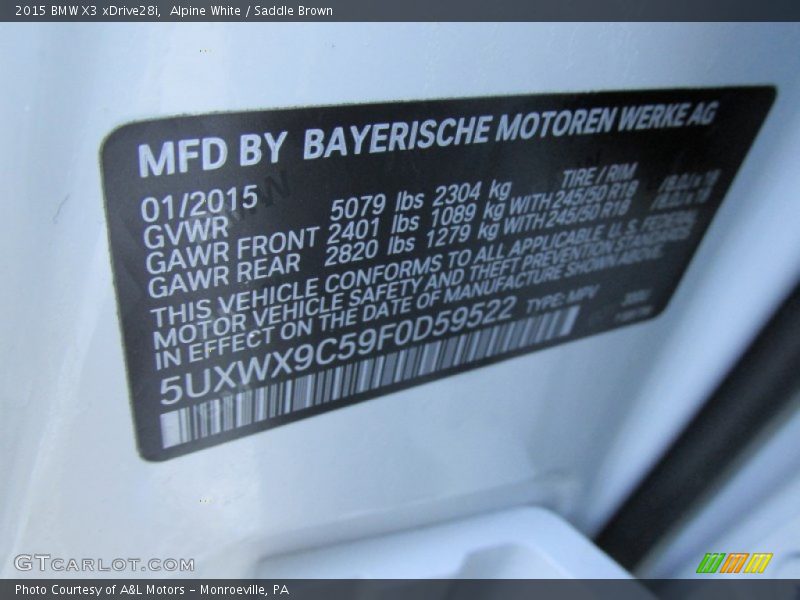 2015 BMW X3 xDrive28i, Alpine White / Saddle Brown
MFD BY BAYERISCHE MOTOREN WERKE AG
01/2015 TIRE / RIM
GVWR 5079 lbs 2304 kg
GAWR FRONT 2401 lbs 1089 kg WITH 245/50 R18
GAWR REAR 2820 lbs 1279 kg WITH 245/50 R18
THIS VEHICLE CONFORMS TO ALL APPLICABLE U. S. FEDERAL
MOTOR VEHICLE SAFETY AND THEFT PREVENTION STANDARDS
IN EFFECT ON THE DATE OF MANUFACTURE SHOWN ABOVE.
5UXWX9C59F0D59522 TYPE: MPV
GTCARLOT.COM
Photo Courtesy of A&L Motors – Monroeville, PA